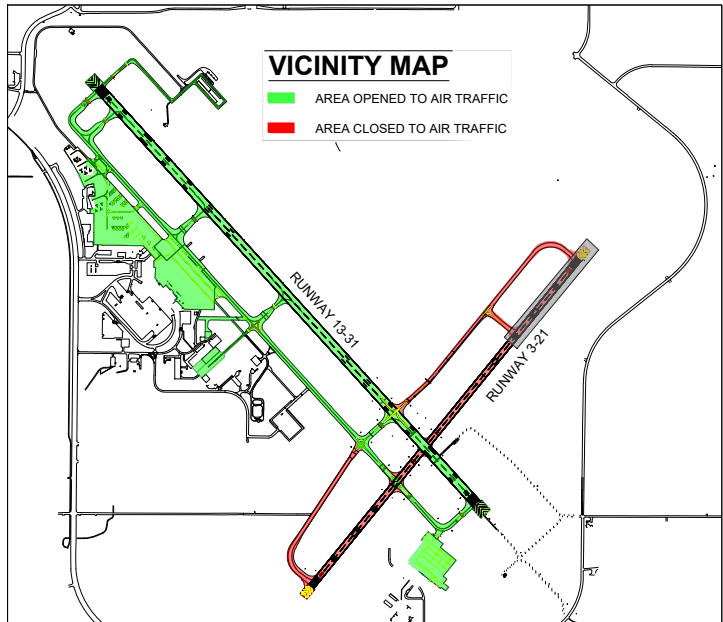 VICINITY MAP
AREA OPENED TO AIR TRAFFIC
AREA CLOSED TO AIR TRAFFIC
RUNWAY 13-31
RUNWAY 3-21